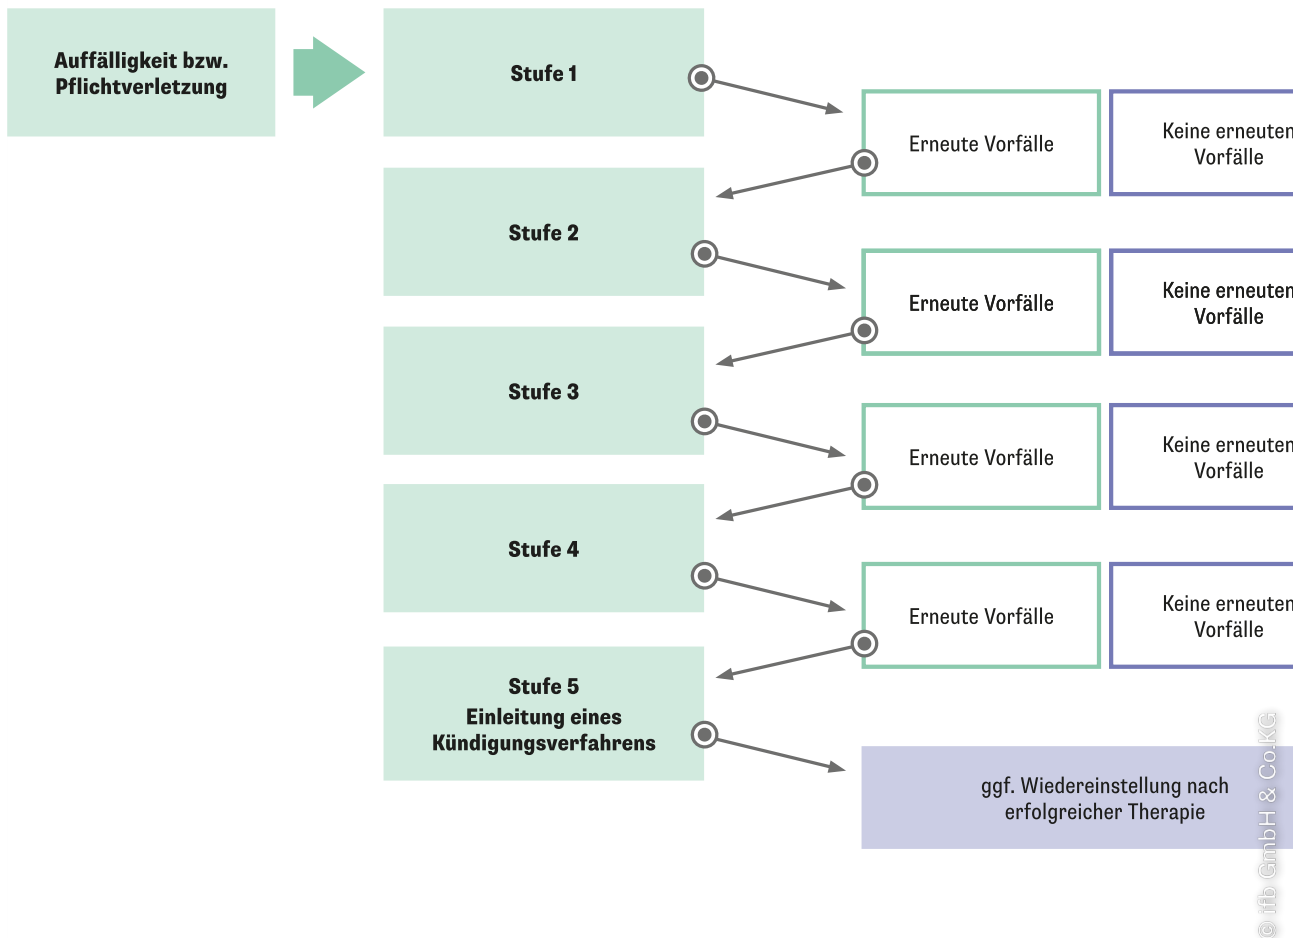 Auffälligkeit bzw.
Pflichtverletzung
Stufe 1
Erneute Vorfälle
Keine erneuten
Vorfälle
Stufe 2
Erneute Vorfälle
Keine erneuten
Vorfälle
Stufe 3
Erneute Vorfälle
Keine erneuten
Vorfälle
Stufe 4
Erneute Vorfälle
Keine erneuten
Vorfälle
Stufe 5
Einleitung eines
Kündigungsverfahrens
ggf. Wiedereinstellung nach
erfolgreicher Therapie
© ifb GmbH & Co.KG